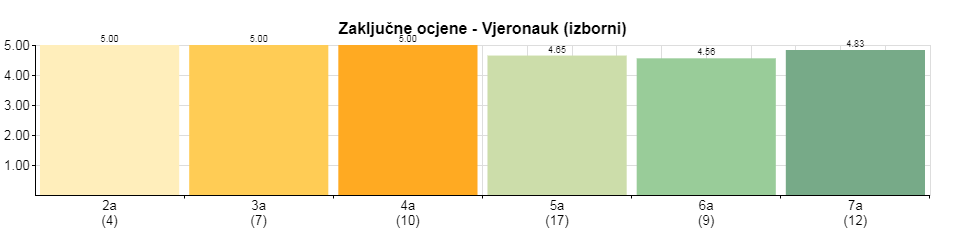 Zaključne ocjene - Vjeronauk (izborni)
5.00 5.00 5.00 4.65 4.56 4.83
5.00
4.00
3.00
2.00
1.00
2a 3a 4a 5a 6a 7a
(4) (7) (10) (17) (9) (12)